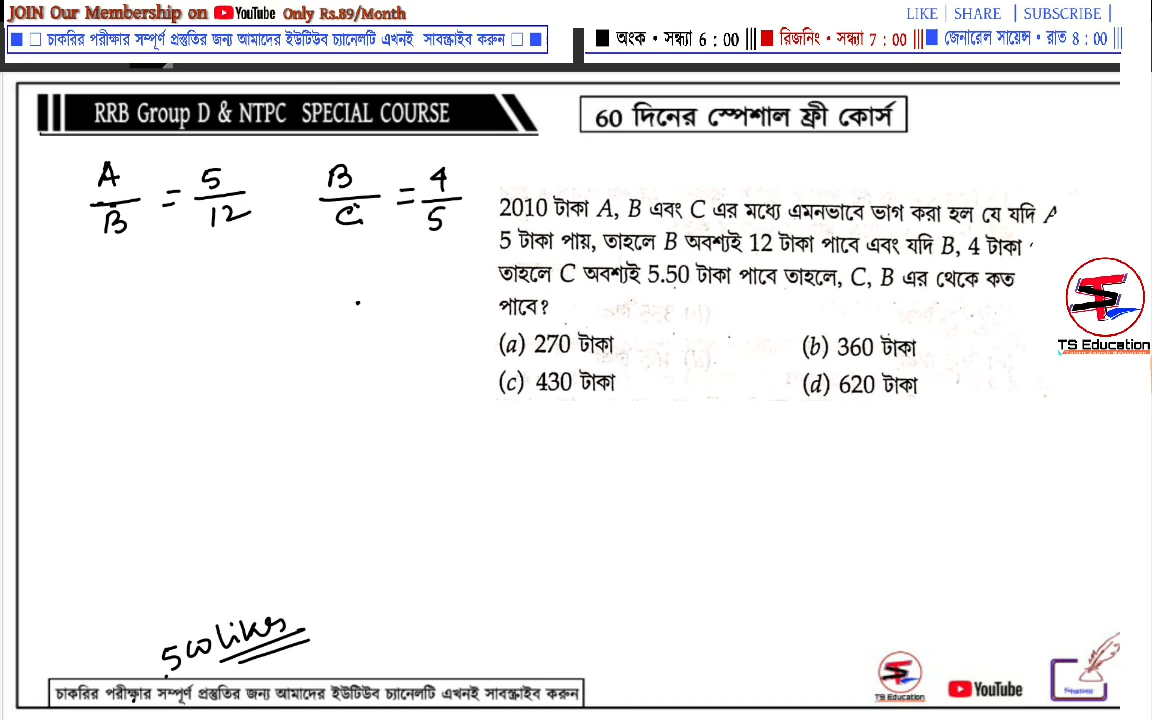 JOIN Our Membership on YouTube Only Rs.89/Month
LIKE | SHARE | SUBSCRIBE |
চাকরির পরীক্ষার সম্পূর্ণ প্রস্তুতির জন্য আমাদের ইউটিউব চ্যানেলটি এখনই সাবস্ক্রাইব করুন
অংক • সন্ধ্যা 6 : 00 ||| রিজনিং • সন্ধ্যা 7 : 00 ||| জেনারেল সায়েন্স • রাত 8 : 00 |||
RRB Group D & NTPC SPECIAL COURSE
60 দিনের স্পেশাল ফ্রী কোর্স
A/B = 5/12 B/C = 4/5
2010 টাকা A, B এবং C এর মধ্যে এমনভাবে ভাগ করা হল যে যদি A
5 টাকা পায়, তাহলে B অবশ্যই 12 টাকা পাবে এবং যদি B, 4 টাকা
তাহলে C অবশ্যই 5.50 টাকা পাবে তাহলে, C, B এর থেকে কত
পাবে?
(a) 270 টাকা (b) 360 টাকা
(c) 430 টাকা (d) 620 টাকা
TS Education
500 likes
চাকরির পরীক্ষার সম্পূর্ণ প্রস্তুতির জন্য আমাদের ইউটিউব চ্যানেলটি এখনই সাবস্ক্রাইব করুন
TS Education
YouTube